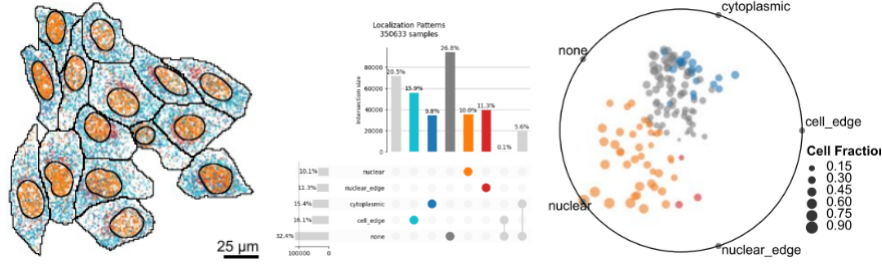 25 µm
Localization Patterns
350633 samples
Intersection size
80000
60000
40000
20000
0
20.5%
15.9%
9.8%
26.8%
10.0%
11.3%
0.1%
5.6%
10.1%
nuclear
11.3%
nuclear_edge
15.4%
cytoplasmic
16.1%
cell_edge
32.4%
none
100000
0
cytoplasmic
none
cell_edge
nuclear
nuclear_edge
Cell Fraction
0.15
0.30
0.45
0.60
0.75
0.90